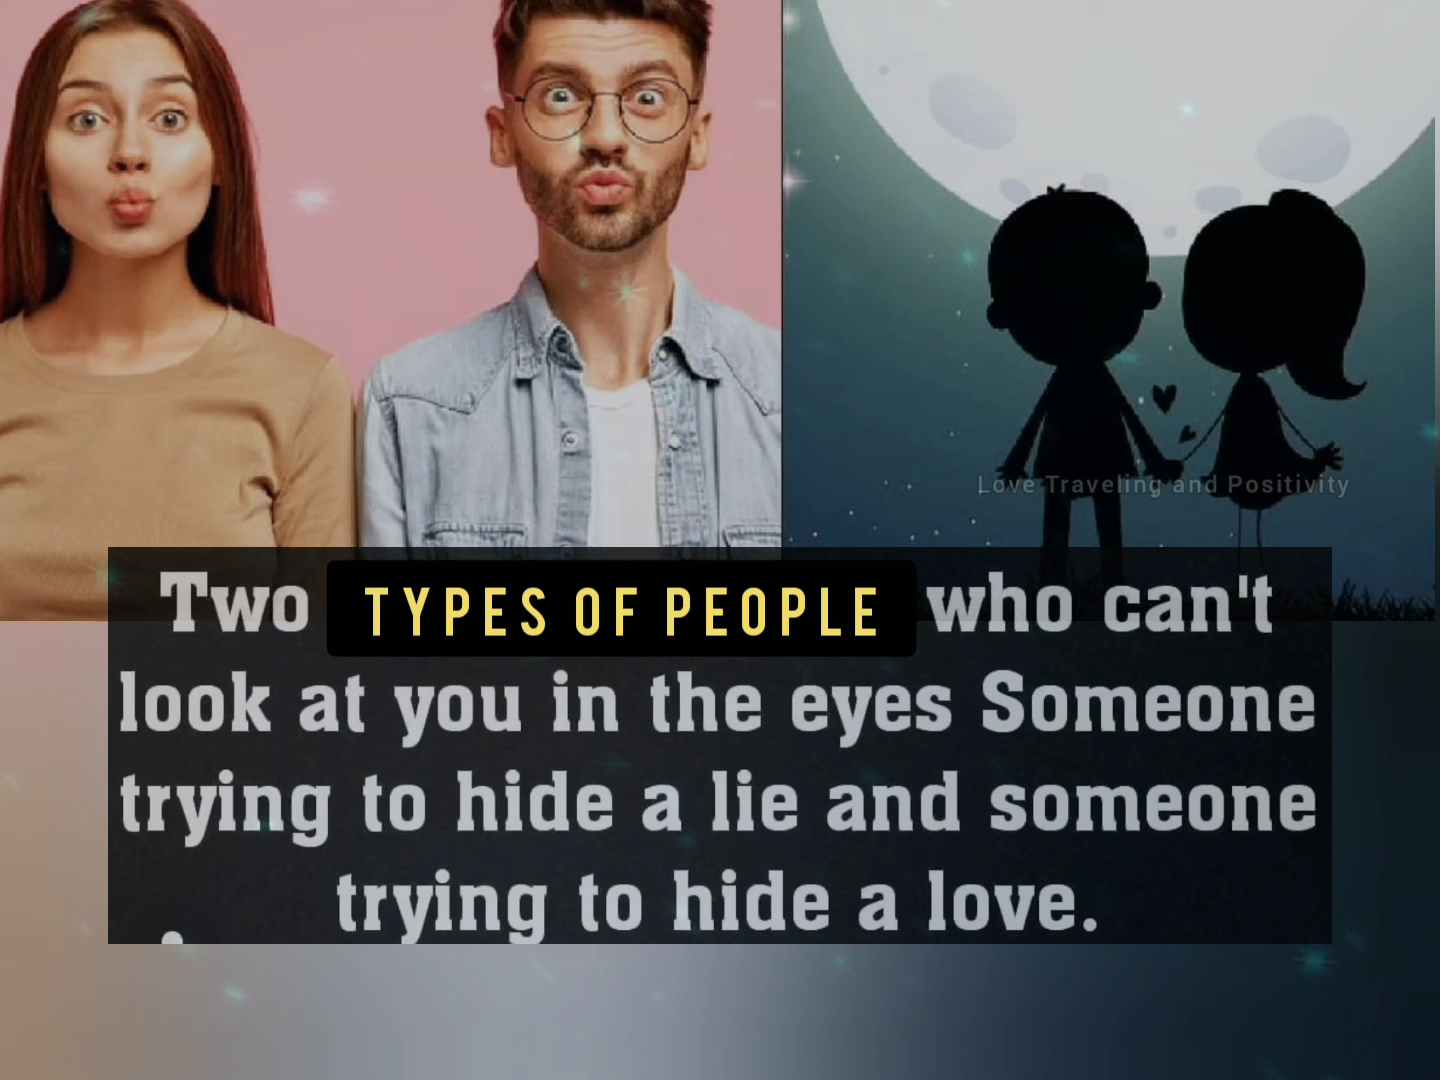 Love Traveling and Positivity
Two TYPES OF PEOPLE who can't
look at you in the eyes Someone
trying to hide a lie and someone
trying to hide a love.